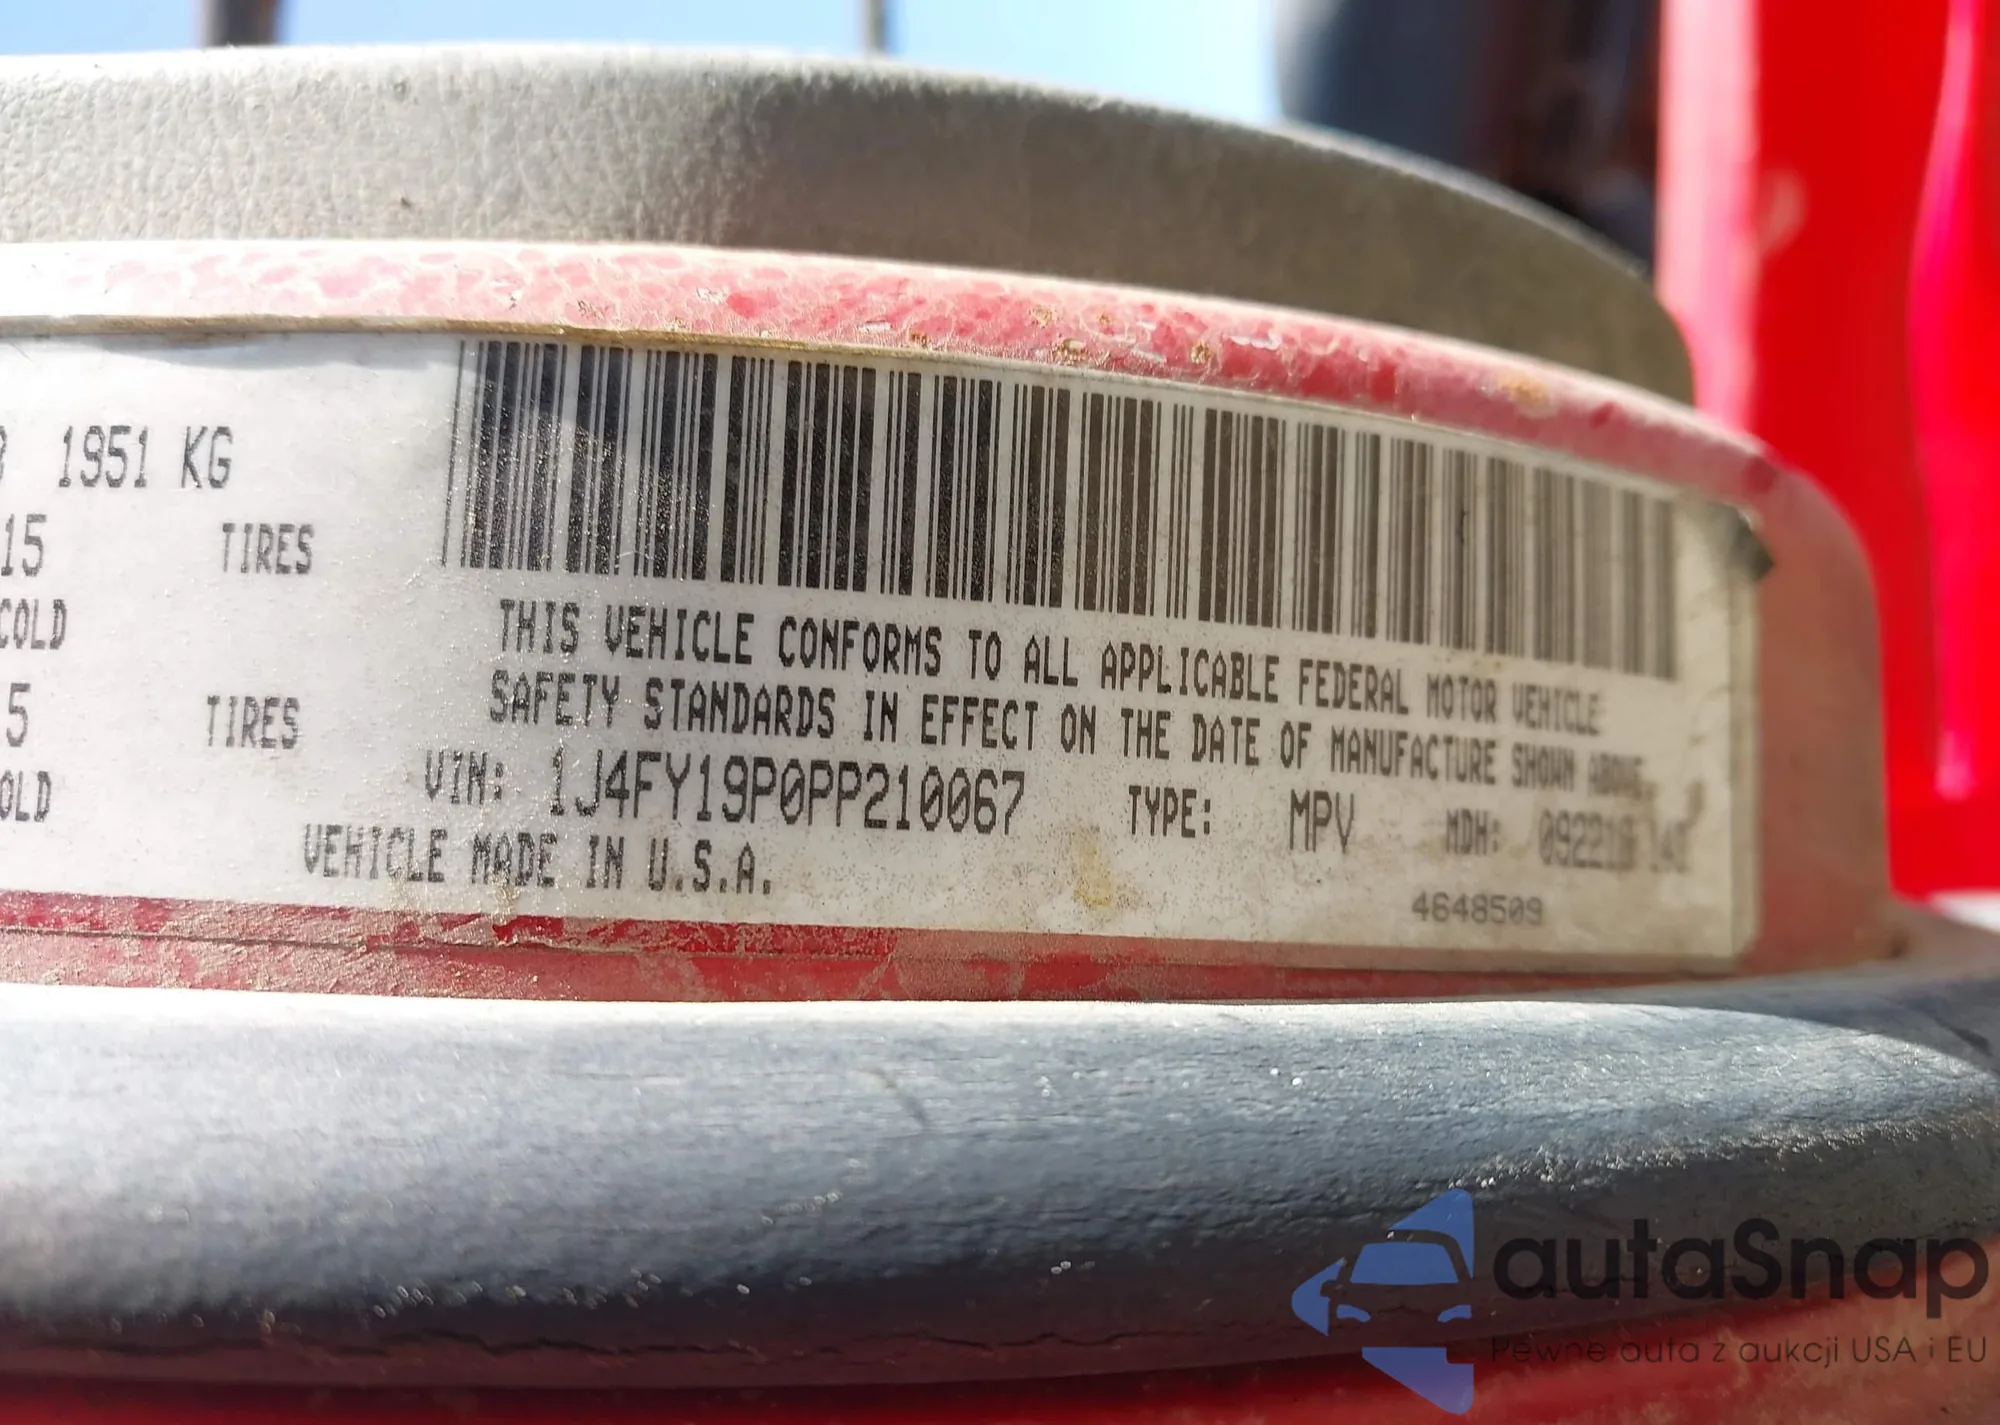 1951 KG
15 TIRES
COLD
5 TIRES
OLD
THIS VEHICLE CONFORMS TO ALL APPLICABLE FEDERAL MOTOR VEHICLE
SAFETY STANDARDS IN EFFECT ON THE DATE OF MANUFACTURE SHOWN ABOVE.
VIN: 1J4FY19P0PP210067 TYPE: MPV MDH:
VEHICLE MADE IN U.S.A.
4648509
autaSnap
Pewne auta z aukcji USA i EU